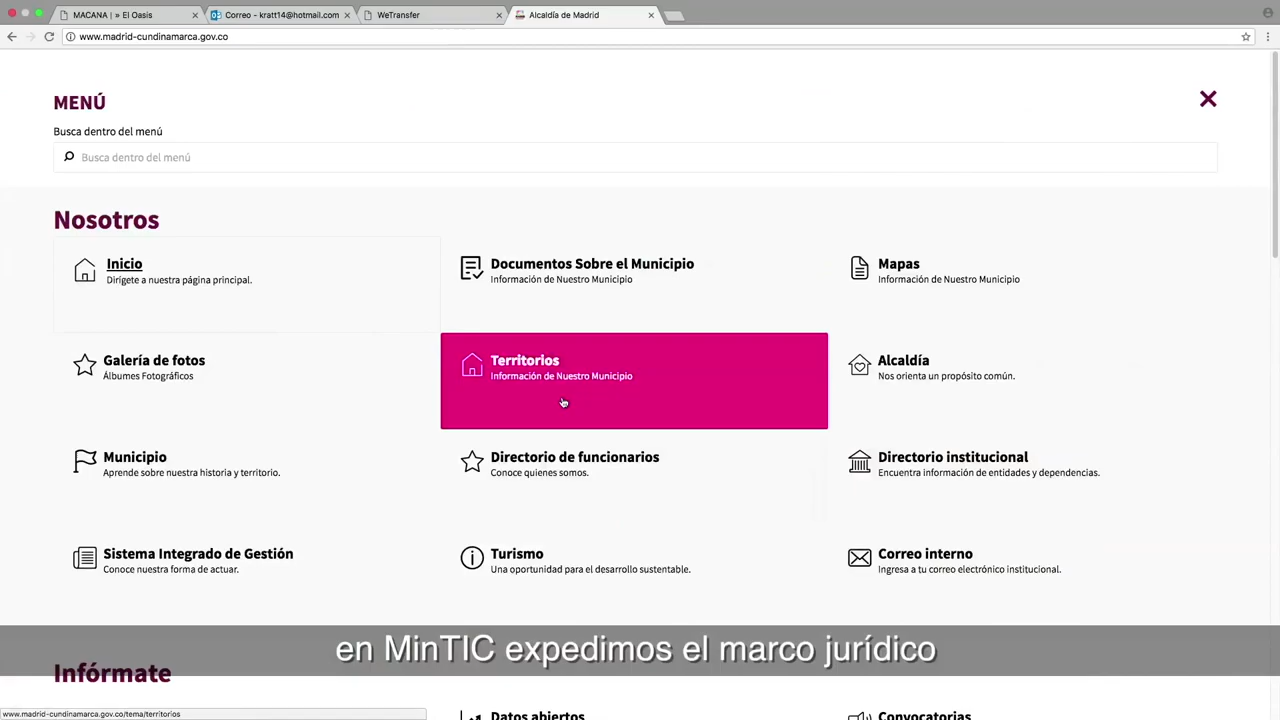 MACANA | » El Oasis
Correo - kratt14@hotmail.com
WeTransfer
Alcaldía de Madrid
www.madrid-cundinamarca.gov.co
MENÚ
Busca dentro del menú
Busca dentro del menú
Nosotros
Inicio
Dirígete a nuestra página principal.
Documentos Sobre el Municipio
Información de Nuestro Municipio
Mapas
Información de Nuestro Municipio
Galería de fotos
Álbumes Fotográficos
Territorios
Información de Nuestro Municipio
Alcaldía
Nos orienta un propósito común.
Municipio
Aprende sobre nuestra historia y territorio.
Directorio de funcionarios
Conoce quienes somos.
Directorio institucional
Encuentra información de entidades y dependencias.
Sistema Integrado de Gestión
Conoce nuestra forma de actuar.
Turismo
Una oportunidad para el desarrollo sustentable.
Correo interno
Ingresa a tu correo electrónico institucional.
en MinTIC expedimos el marco jurídico
Infórmate
Datos abiertos
Convocatorias
www.madrid-cundinamarca.gov.co/tema/territorios